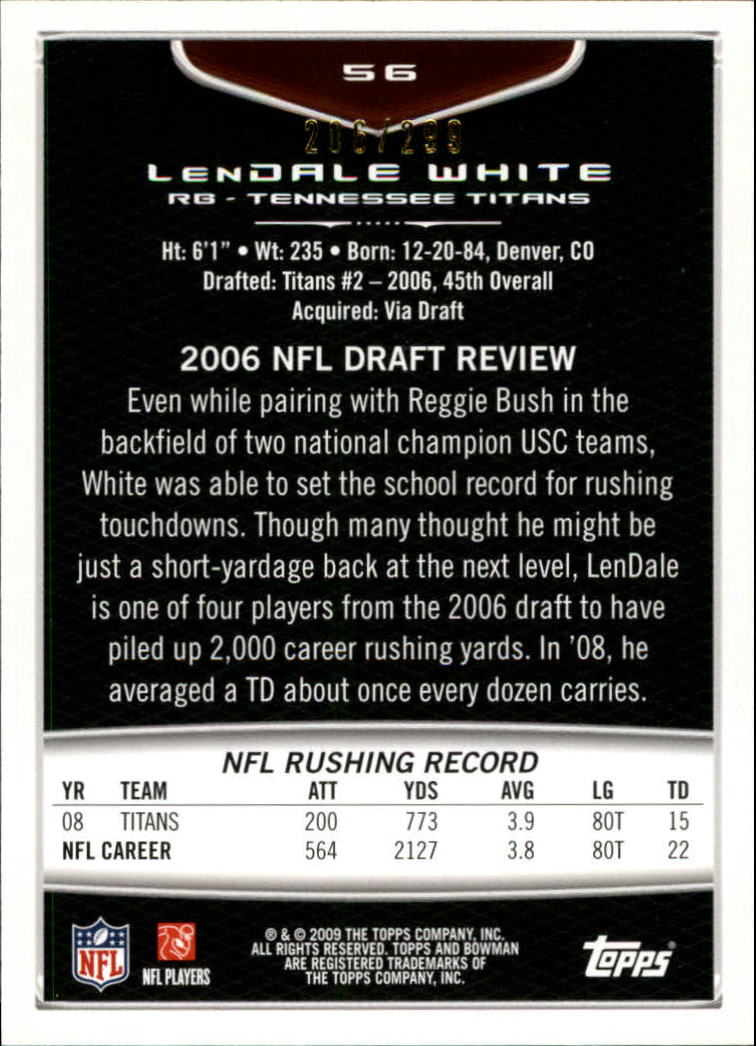 56
206/299
LENDALE WHITE
RB - TENNESSEE TITANS
Ht: 6'1" • Wt: 235 • Born: 12-20-84, Denver, CO
Drafted: Titans #2 – 2006, 45th Overall
Acquired: Via Draft
2006 NFL DRAFT REVIEW
Even while pairing with Reggie Bush in the
backfield of two national champion USC teams,
White was able to set the school record for rushing
touchdowns. Though many thought he might be
just a short-yardage back at the next level, LenDale
is one of four players from the 2006 draft to have
piled up 2,000 career rushing yards. In '08, he
averaged a TD about once every dozen carries.
NFL RUSHING RECORD
YR TEAM ATT YDS AVG LG TD
08 TITANS 200 773 3.9 80T 15
NFL CAREER 564 2127 3.8 80T 22
NFL
NFL PLAYERS
® & © 2009 THE TOPPS COMPANY, INC.
ALL RIGHTS RESERVED. TOPPS AND BOWMAN
ARE REGISTERED TRADEMARKS OF
THE TOPPS COMPANY, INC.
Topps®